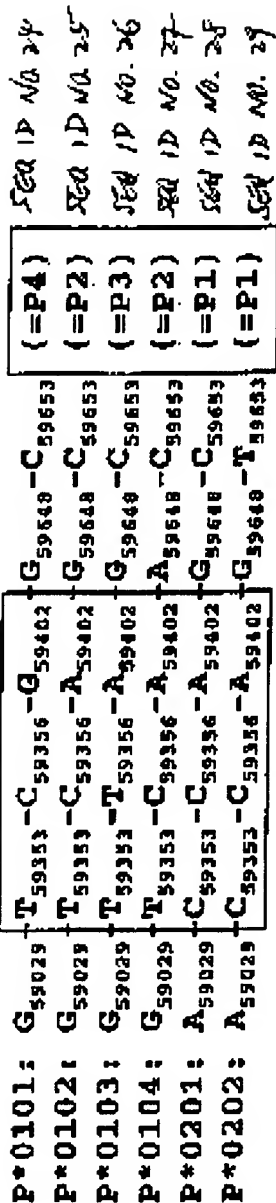 P*0101: G59029-T59353-C59356-G59402-G59648-C59653 (=P4) SEQ ID NO. 24
P*0102: G59029-T59353-C59356-A59402-G59648-C59653 (=P2) SEQ ID NO. 25
P*0103: G59029-T59353-T59356-A59402-G59648-C59653 (=P3) SEQ ID NO. 26
P*0104: G59029-T59353-C59356-A59402-A59648-C59653 (=P2) SEQ ID NO. 27
P*0201: A59029-C59353-C59356-A59402-G59648-C59653 (=P1) SEQ ID NO. 28
P*0202: A59029-C59353-C59356-A59402-G59648-T59653 (=P1) SEQ ID NO. 29